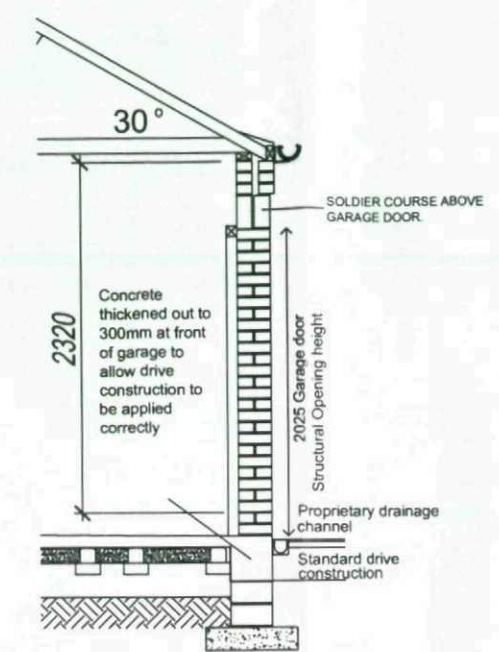 30°
SOLDIER COURSE ABOVE
GARAGE DOOR.
Concrete
thickened out to
300mm at front
of garage to
allow drive
construction to
be applied
correctly
2320
2025 Garage door
Structural Opening height
Proprietary drainage
channel
Standard drive
construction